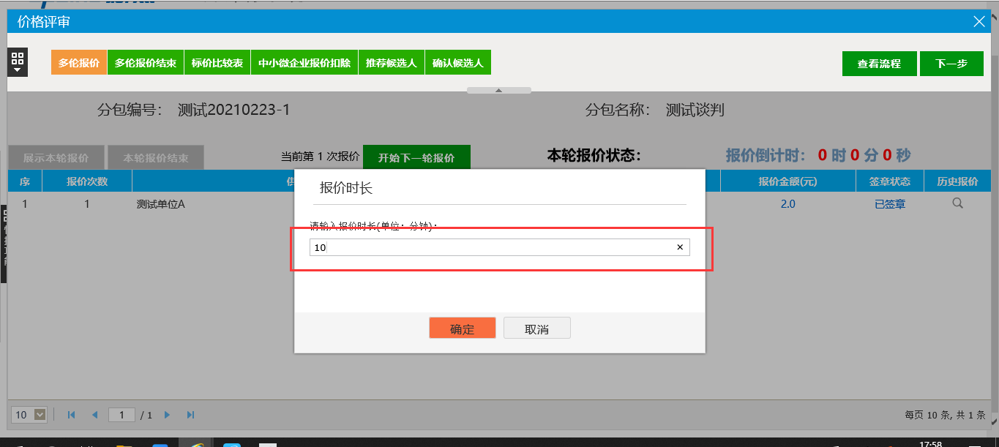 价格评审
多伦报价 多伦报价结束 标价比较表 中小微企业报价扣除 推荐候选人 确认候选人 查看流程 下一步
分包编号： 测试20210223-1 分包名称： 测试谈判
展示本轮报价 本轮报价结束 当前第 1 次报价 开始下一轮报价 本轮报价状态: 报价倒计时: 0 时 0 分 0 秒
序 报价次数 供 报价金额(元) 签章状态 历史报价
1 1 测试单位A 2.0 已签章
报价时长
请输入报价时长(单位：分钟)：
10
确定 取消
10 1 / 1 每页 10 条, 共 1 条
17:58